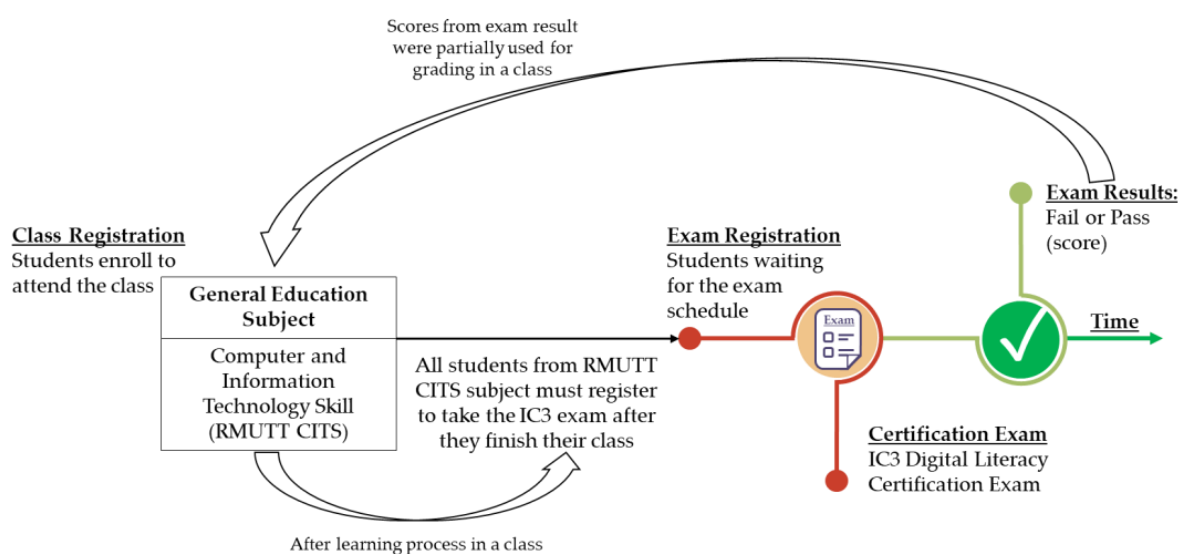 Scores from exam result
were partially used for
grading in a class
Class Registration
Students enroll to
attend the class
General Education
Subject
Computer and
Information
Technology Skill
(RMUTT CITS)
After learning process in a class
All students from RMUTT
CITS subject must register
to take the IC3 exam after
they finish their class
Exam Registration
Students waiting
for the exam
schedule
Exam
Certification Exam
IC3 Digital Literacy
Certification Exam
Exam Results:
Fail or Pass
(score)
Time